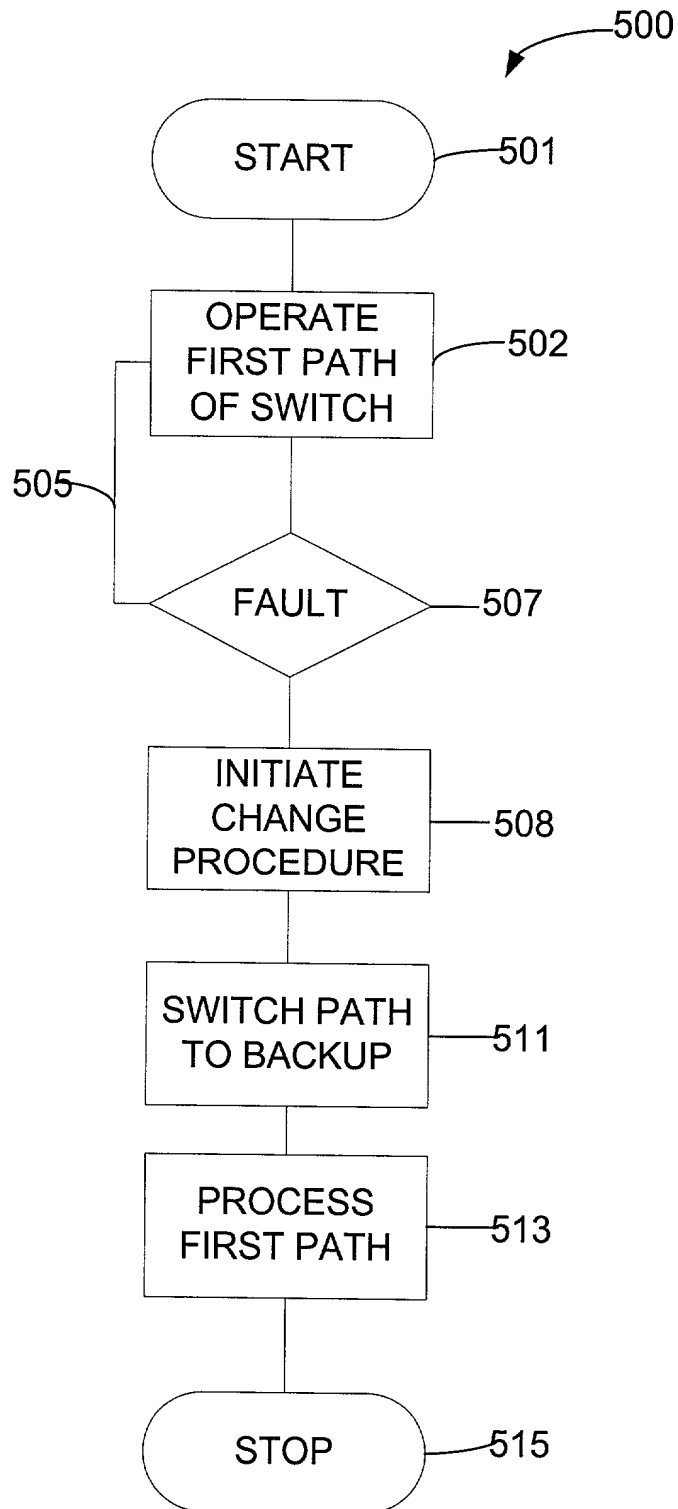 500
START
501
OPERATE
FIRST PATH
OF SWITCH
502
505
FAULT
507
INITIATE
CHANGE
PROCEDURE
508
SWITCH PATH
TO BACKUP
511
PROCESS
FIRST PATH
513
STOP
515